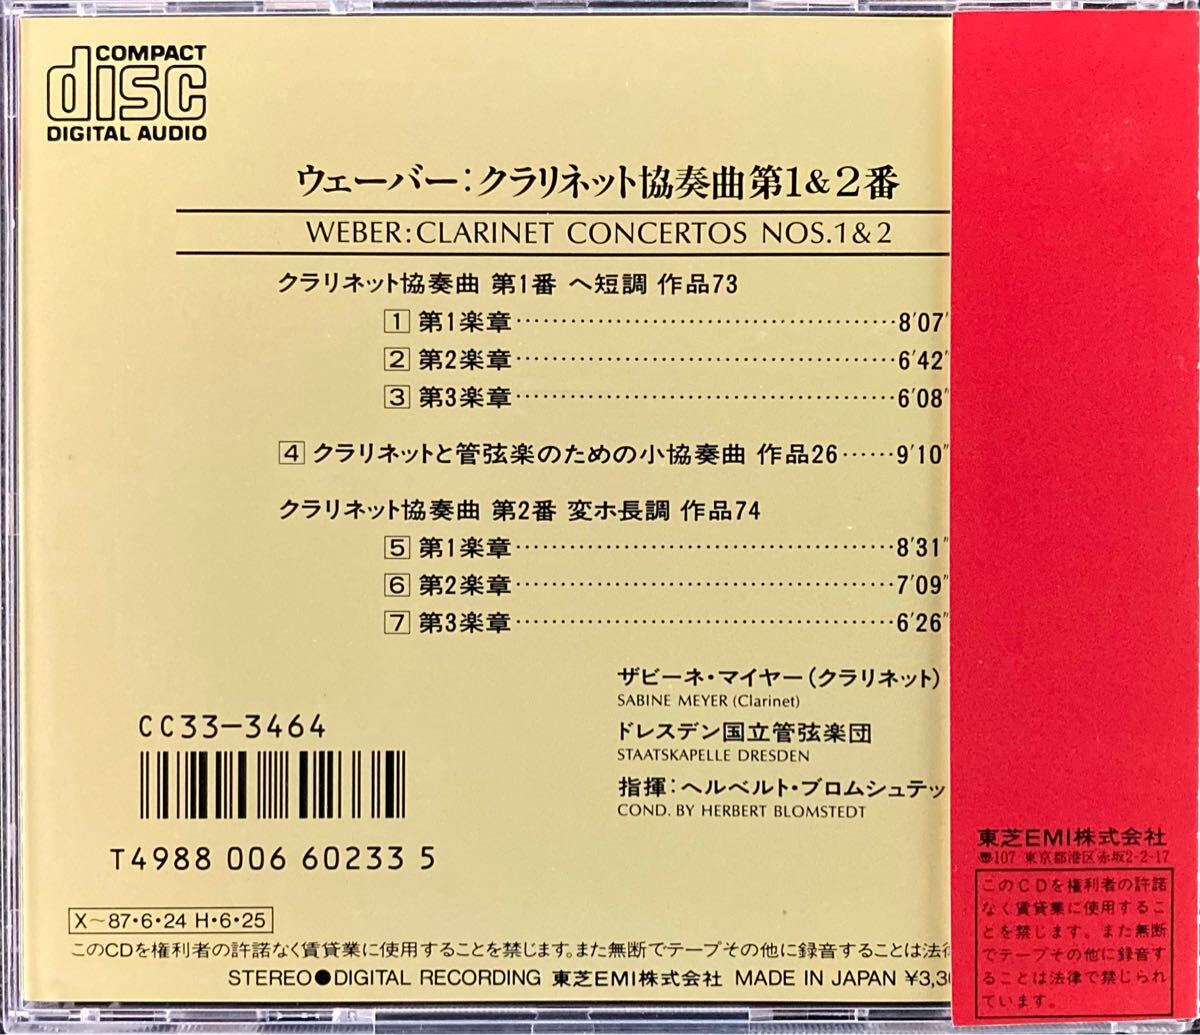 COMPACT
disc
DIGITAL AUDIO
ウェーバー:クラリネット協奏曲第1&2番
WEBER:CLARINET CONCERTOS NOS.1&2
クラリネット協奏曲 第1番 ヘ短調 作品73
1 第1楽章……………………………………8′07″
2 第2楽章……………………………………6′42″
3 第3楽章……………………………………6′08″
4 クラリネットと管弦楽のための小協奏曲 作品26……9′10″
クラリネット協奏曲 第2番 変ホ長調 作品74
5 第1楽章……………………………………8′31″
6 第2楽章……………………………………7′09″
7 第3楽章……………………………………6′26″
ザビーネ・マイヤー(クラリネット)
SABINE MEYER (Clarinet)
ドレスデン国立管弦楽団
STAATSKAPELLE DRESDEN
指揮:ヘルベルト・ブロムシュテッ
COND. BY HERBERT BLOMSTEDT
CC33-3464
T4988 006 60233 5
X〜87・6・24 H・6・25
このCDを権利者の許諾なく賃貸業に使用することを禁じます。また無断でテープその他に録音することは法
STEREO●DIGITAL RECORDING 東芝EMI株式会社 MADE IN JAPAN ¥3,3
東芝EMI株式会社
〠107 東京都港区赤坂2-2-17
このCDを権利者の許諾
なく賃貸業に使用するこ
とを禁じます。また無断
でテープその他に録音す
ることは法律で禁じられ
ています。